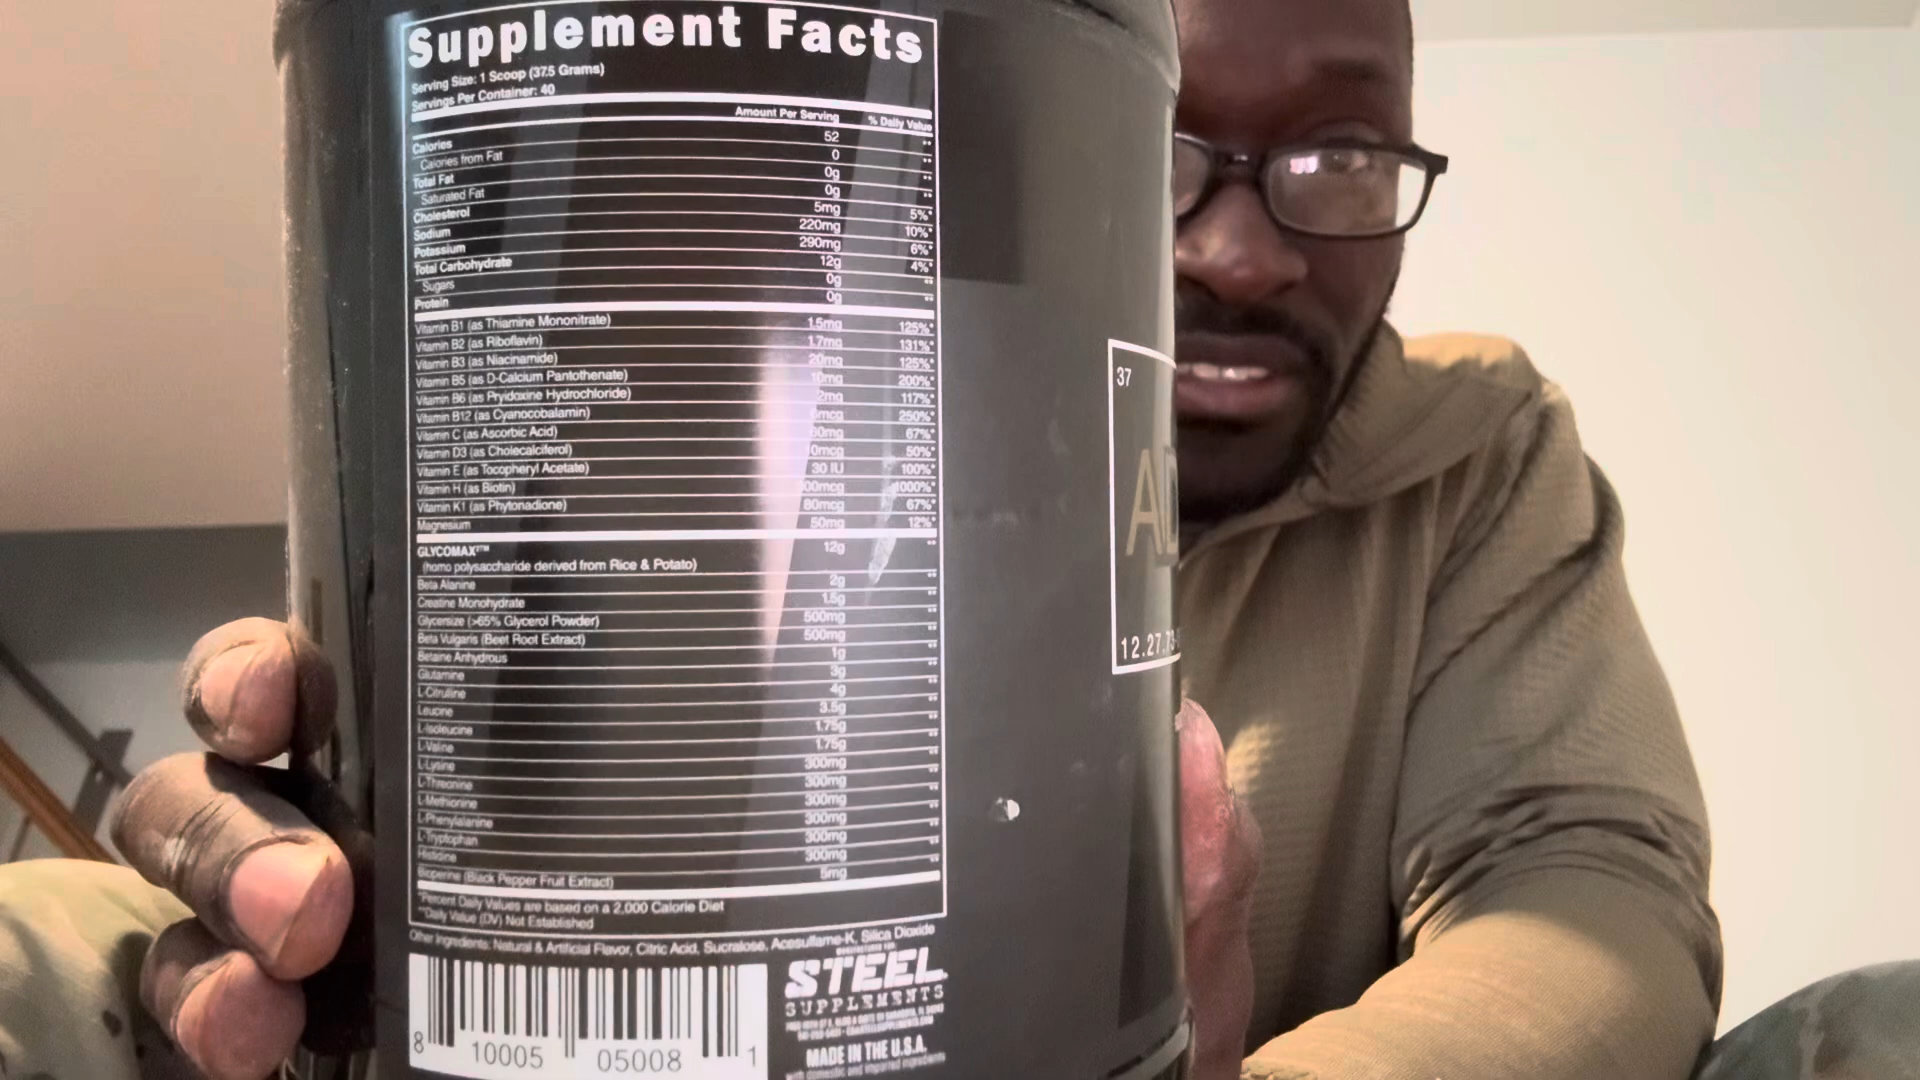 Supplement Facts
Serving Size: 1 Scoop (37.5 Grams)
Servings Per Container: 40
Amount Per Serving % Daily Value
Calories 52 **
Calories from Fat 0 **
Total Fat 0g **
Saturated Fat 0g **
Cholesterol 5mg 5%*
Sodium 220mg 10%*
Potassium 290mg 6%*
Total Carbohydrate 12g 4%*
Sugars 0g **
Protein 0g **
Vitamin B1 (as Thiamine Mononitrate) 1.5mg 125%*
Vitamin B2 (as Riboflavin) 1.7mg 131%*
Vitamin B3 (as Niacinamide) 20mg 125%*
Vitamin B5 (as D-Calcium Pantothenate) 10mg 200%*
Vitamin B6 (as Pryidoxine Hydrochloride) 2mg 117%*
Vitamin B12 (as Cyanocobalamin) 250%*
Vitamin C (as Ascorbic Acid) 67%*
Vitamin D3 (as Cholecalciferol) 50%*
Vitamin E (as Tocopheryl Acetate) 30 IU 100%*
Vitamin H (as Biotin) 1000%*
Vitamin K1 (as Phytonadione) 80mcg 67%*
Magnesium 50mg 12%*
GLYCOMAX™ 12g **
(homo polysaccharide derived from Rice & Potato)
Beta Alanine 2g **
Creatine Monohydrate 1.5g **
Glycersize (>65% Glycerol Powder) 500mg **
Beta Vulgaris (Beet Root Extract) 500mg **
Betaine Anhydrous 1g **
Glutamine 3g **
L-Citrulline 4g **
Leucine 3.5g **
L-Isoleucine 1.75g **
L-Valine 1.75g **
L-Lysine 300mg **
L-Threonine 300mg **
L-Methionine 300mg **
L-Phenylalanine 300mg **
L-Tryptophan 300mg **
Histidine 300mg **
Bioperine (Black Pepper Fruit Extract) 5mg **
*Percent Daily Values are based on a 2,000 Calorie Diet
**Daily Value (DV) Not Established
Other Ingredients: Natural & Artificial Flavor, Citric Acid, Sucralose, Acesulfame-K, Silica Dioxide
MANUFACTURED FOR:
STEEL
SUPPLEMENTS
MADE IN THE U.S.A.
with domestic and imported ingredients
8 10005 05008 1
37
12.27.73